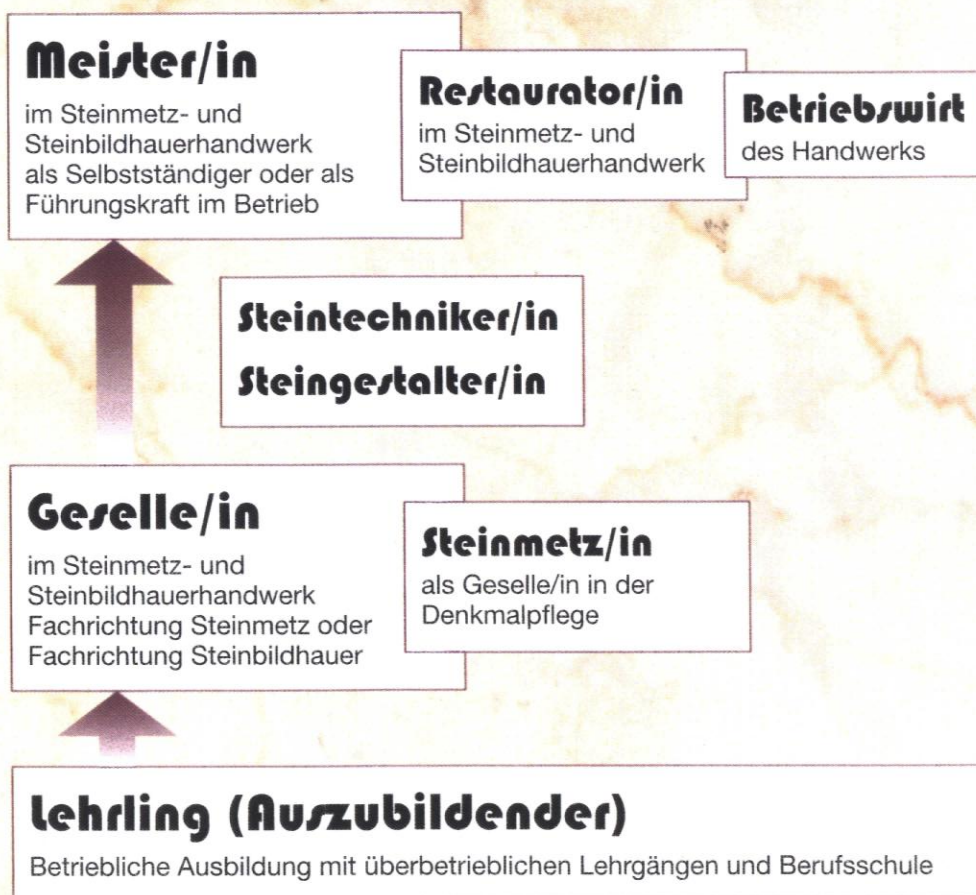 Meister/in
im Steinmetz- und
Steinbildhauerhandwerk
als Selbstständiger oder als
Führungskraft im Betrieb
Restaurator/in
im Steinmetz- und
Steinbildhauerhandwerk
Betriebswirt
des Handwerks
Steintechniker/in
Steingestalter/in
Geselle/in
im Steinmetz- und
Steinbildhauerhandwerk
Fachrichtung Steinmetz oder
Fachrichtung Steinbildhauer
Steinmetz/in
als Geselle/in in der
Denkmalpflege
Lehrling (Auszubildender)
Betriebliche Ausbildung mit überbetrieblichen Lehrgängen und Berufsschule